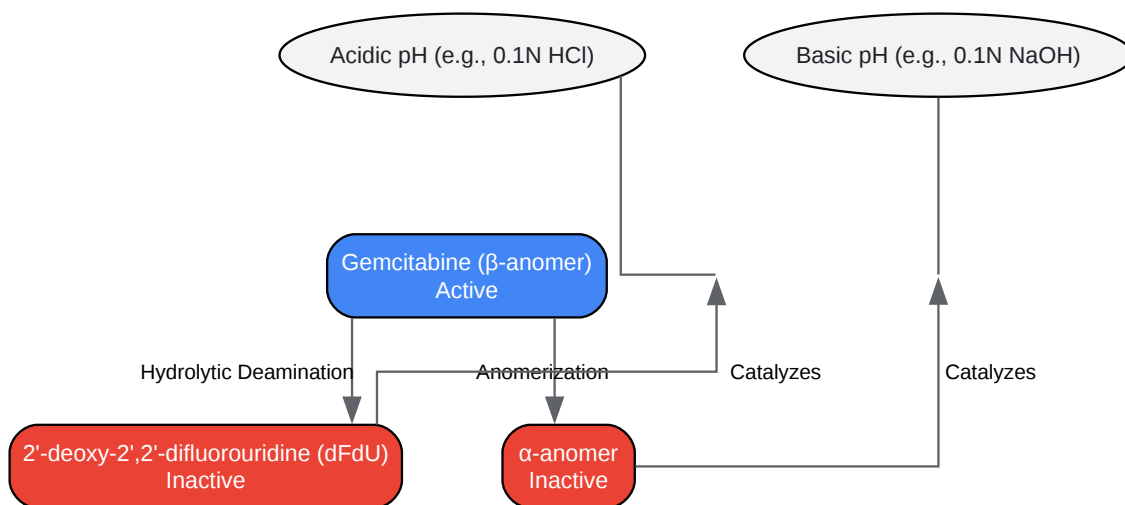 Acidic pH (e.g., 0.1N HCl)
Basic pH (e.g., 0.1N NaOH)
Gemcitabine (β-anomer)
Active
Hydrolytic Deamination
Anomerization
Catalyzes
Catalyzes
2'-deoxy-2',2'-difluorouridine (dFdU)
Inactive
α-anomer
Inactive